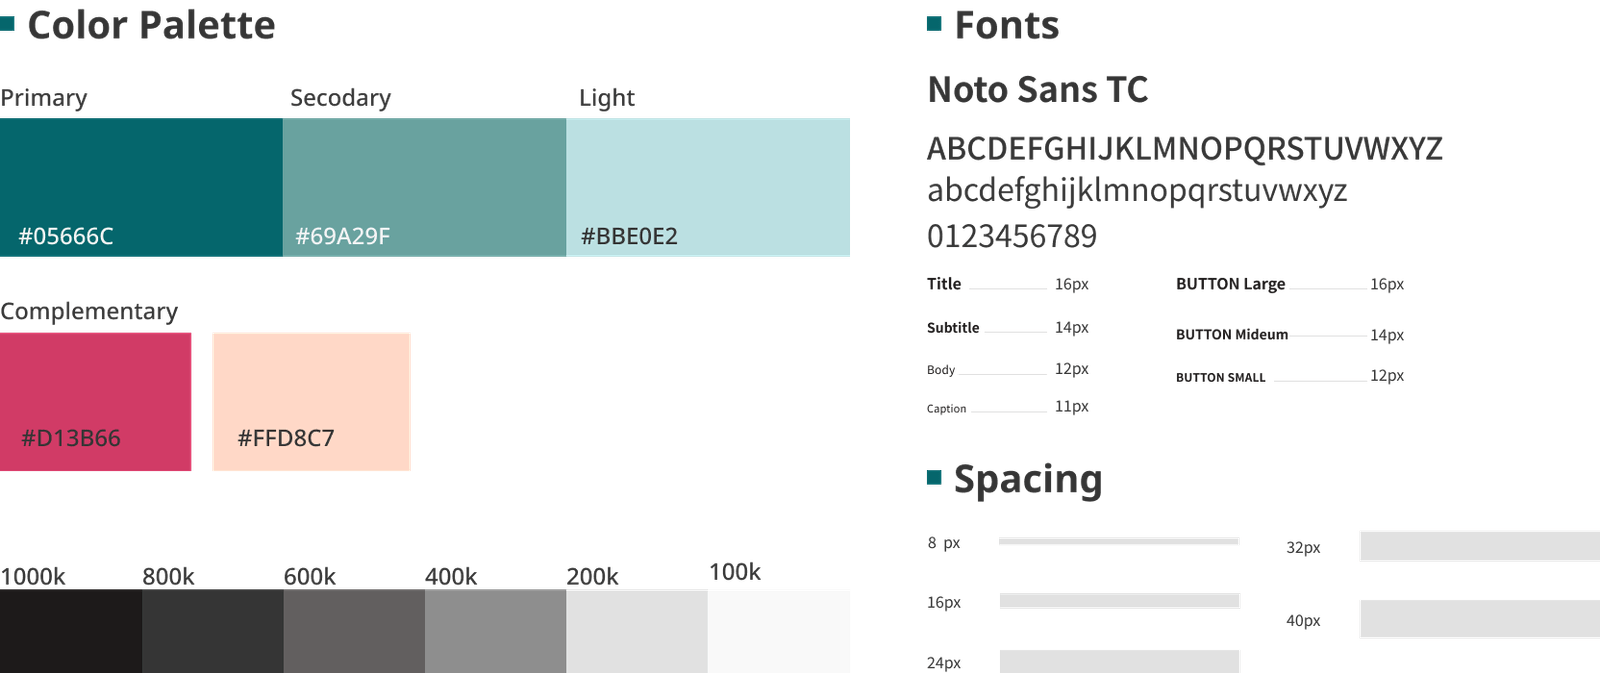 Color Palette
Primary
Secodary
Light
#05666C
#69A29F
#BBE0E2
Complementary
#D13B66
#FFD8C7
1000k
800k
600k
400k
200k
100k
Fonts
Noto Sans TC
ABCDEFGHIJKLMNOPQRSTUVWXYZ
abcdefghijklmnopqrstuvwxyz
0123456789
Title 16px
Subtitle 14px
Body 12px
Caption 11px
BUTTON Large 16px
BUTTON Mideum 14px
BUTTON SMALL 12px
Spacing
8 px
16px
24px
32px
40px